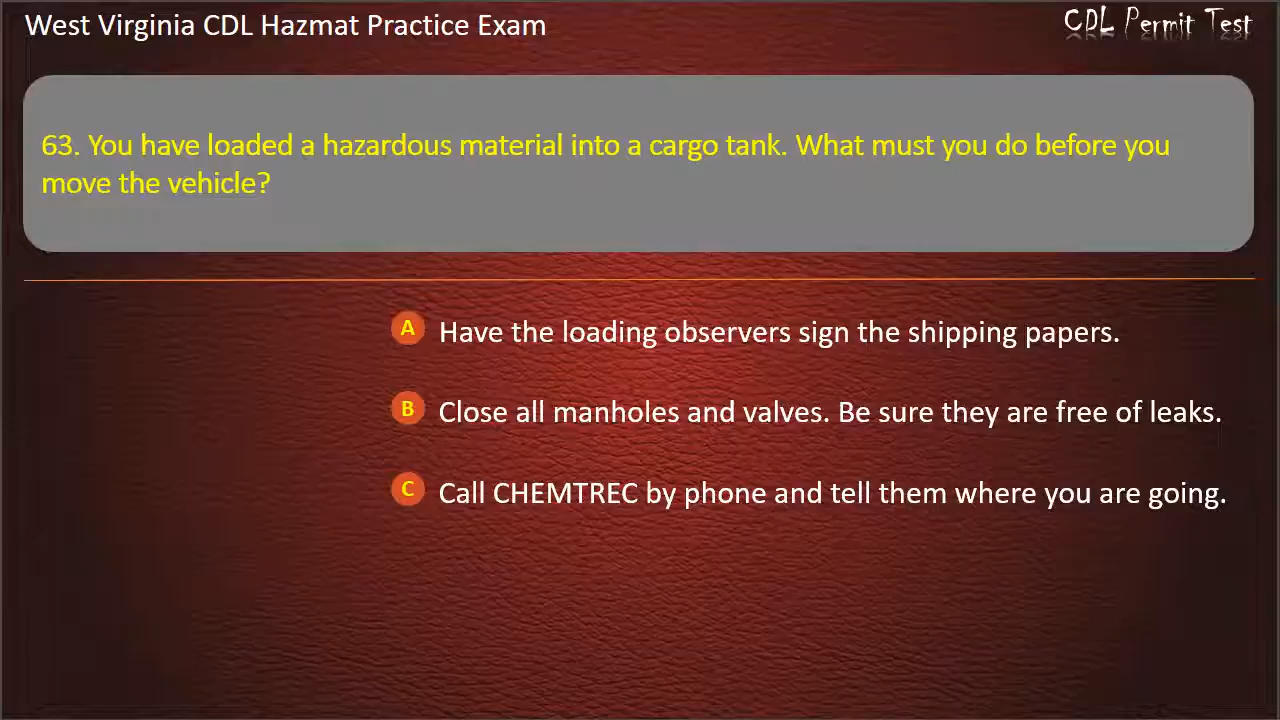 West Virginia CDL Hazmat Practice Exam
CDL Permit Test
63. You have loaded a hazardous material into a cargo tank. What must you do before you
move the vehicle?
A Have the loading observers sign the shipping papers.
B Close all manholes and valves. Be sure they are free of leaks.
C Call CHEMTREC by phone and tell them where you are going.